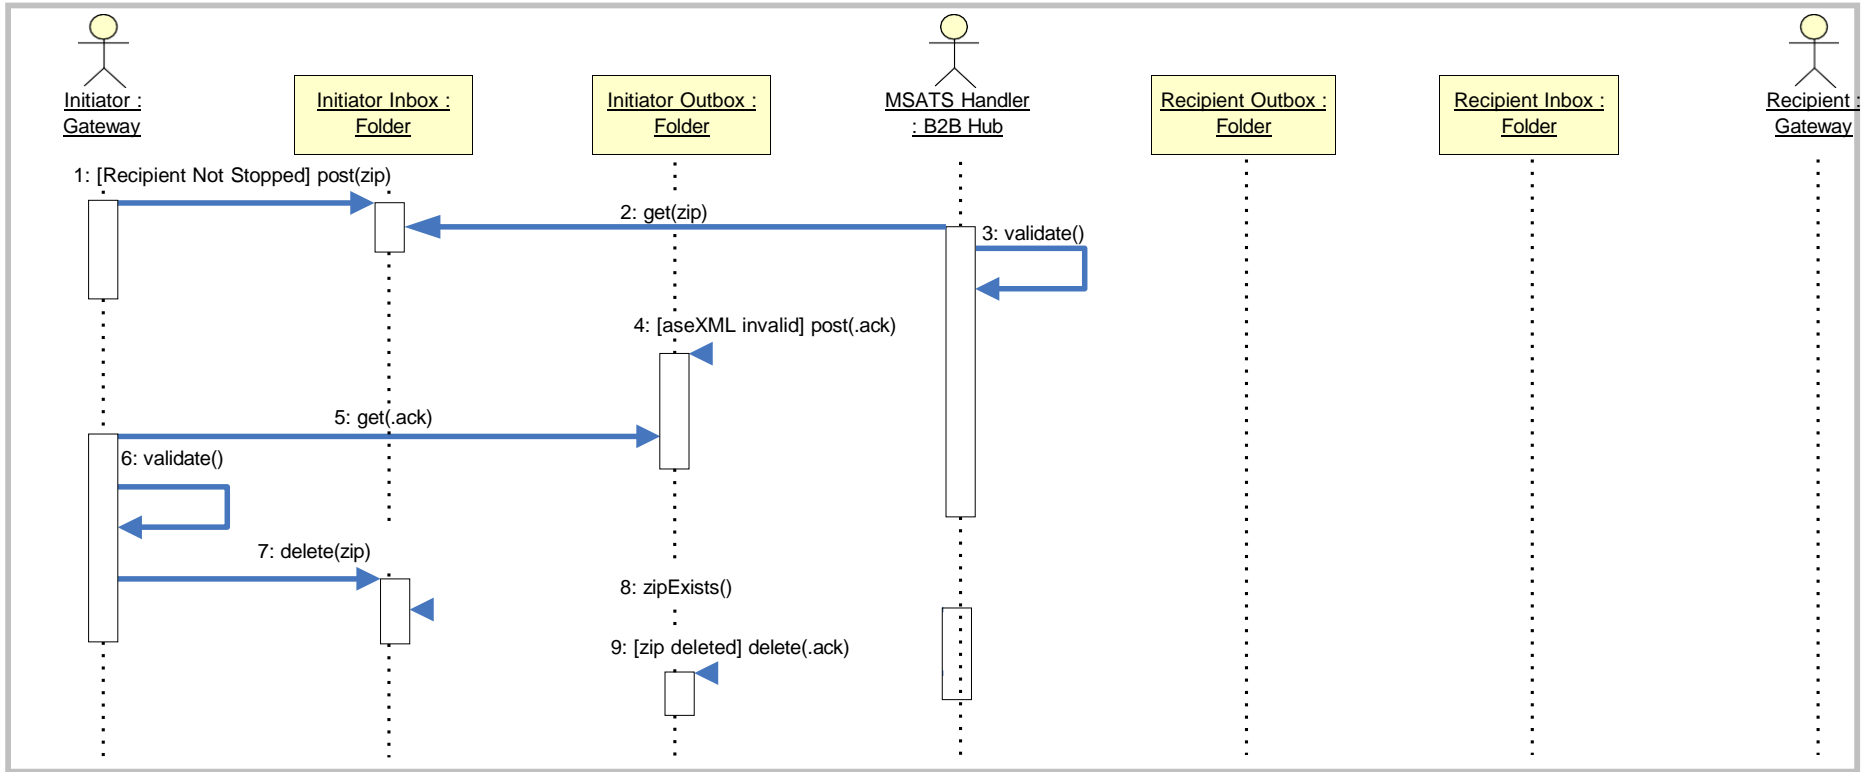 Initiator :
Gateway
Initiator Inbox :
Folder
Initiator Outbox :
Folder
MSATS Handler
: B2B Hub
Recipient Outbox :
Folder
Recipient Inbox :
Folder
Recipient :
Gateway
1: [Recipient Not Stopped] post(zip)
2: get(zip)
3: validate()
4: [aseXML invalid] post(.ack)
5: get(.ack)
6: validate()
7: delete(zip)
8: zipExists()
9: [zip deleted] delete(.ack)